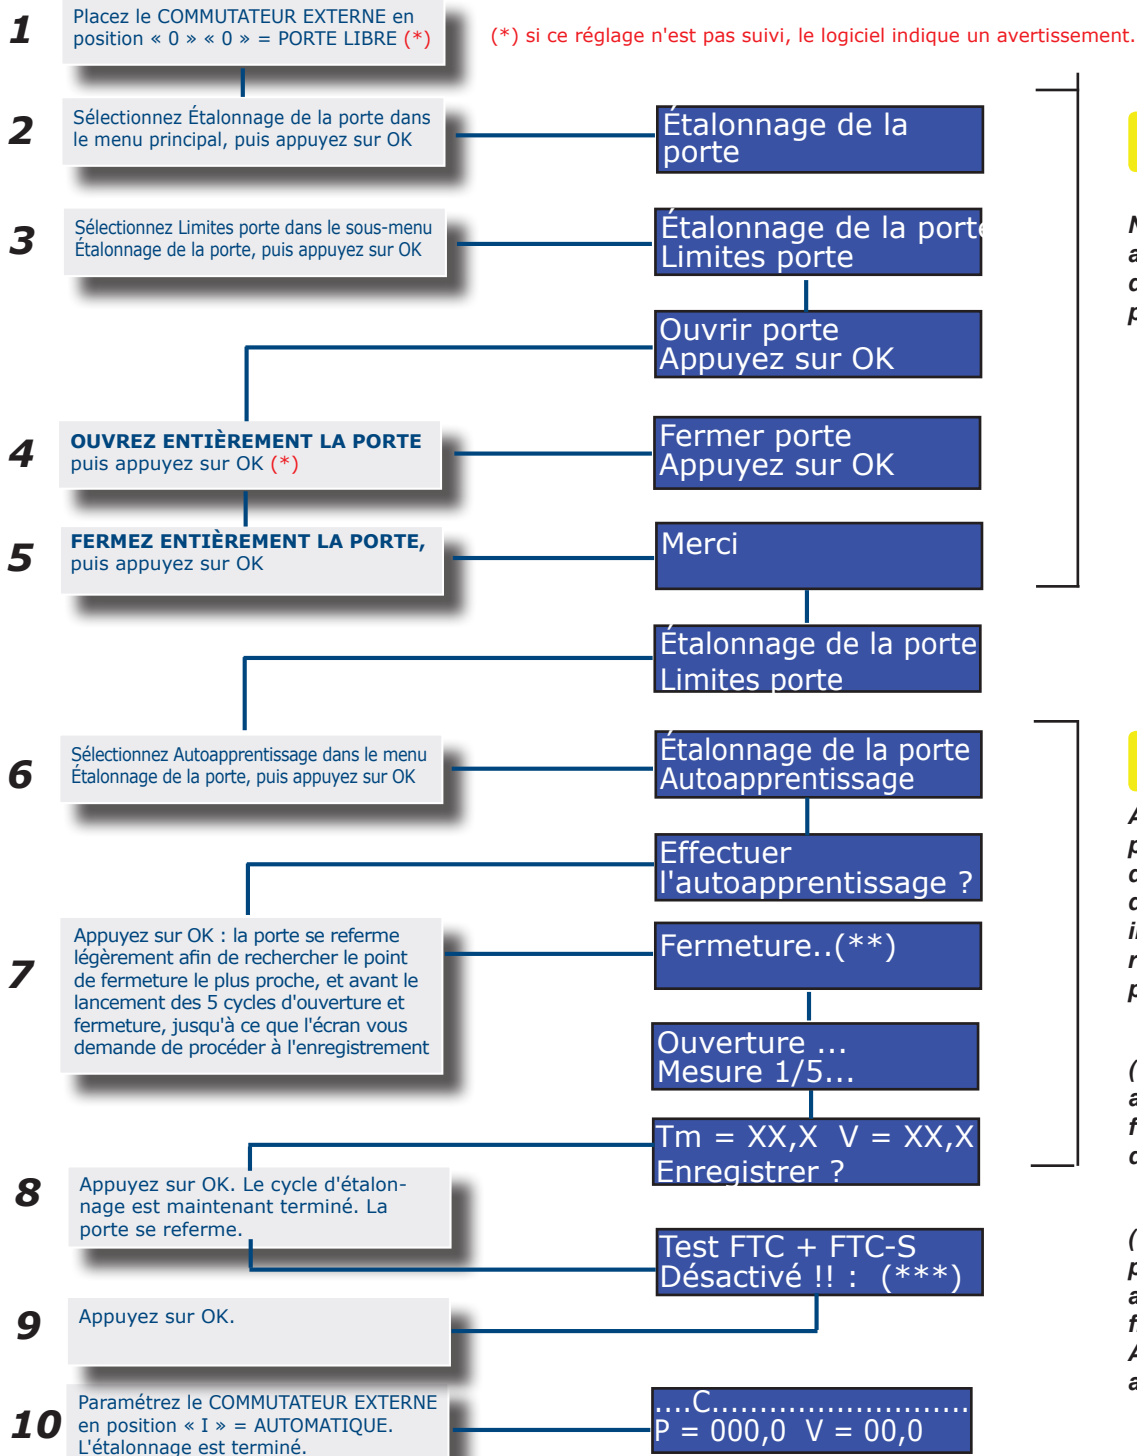 1
Placez le COMMUTATEUR EXTERNE en
position « 0 » « 0 » = PORTE LIBRE (*)
(*) si ce réglage n'est pas suivi, le logiciel indique un avertissement.
2
Sélectionnez Étalonnage de la porte dans
le menu principal, puis appuyez sur OK
Étalonnage de la
porte
3
Sélectionnez Limites porte dans le sous-menu
Étalonnage de la porte, puis appuyez sur OK
Étalonnage de la porte
Limites porte
Ouvrir porte
Appuyez sur OK
4
OUVREZ ENTIÈREMENT LA PORTE
puis appuyez sur OK (*)
Fermer porte
Appuyez sur OK
5
FERMEZ ENTIÈREMENT LA PORTE,
puis appuyez sur OK
Merci
Étalonnage de la porte
Limites porte
6
Sélectionnez Autoapprentissage dans le menu
Étalonnage de la porte, puis appuyez sur OK
Étalonnage de la porte
Autoapprentissage
Effectuer
l'autoapprentissage ?
7
Appuyez sur OK : la porte se referme
légèrement afin de rechercher le point
de fermeture le plus proche, et avant le
lancement des 5 cycles d'ouverture et
fermeture, jusqu'à ce que l'écran vous
demande de procéder à l'enregistrement
Fermeture..(**)
Ouverture ...
Mesure 1/5...
Tm = XX,X V = XX,X
Enregistrer ?
8
Appuyez sur OK. Le cycle d'étalon-
nage est maintenant terminé. La
porte se referme.
Test FTC + FTC-S
Désactivé !! : (***)
9
Appuyez sur OK.
10
Paramétrez le COMMUTATEUR EXTERNE
en position « I » = AUTOMATIQUE.
L'étalonnage est terminé.
....C..........................
P = 000,0 V = 00,0